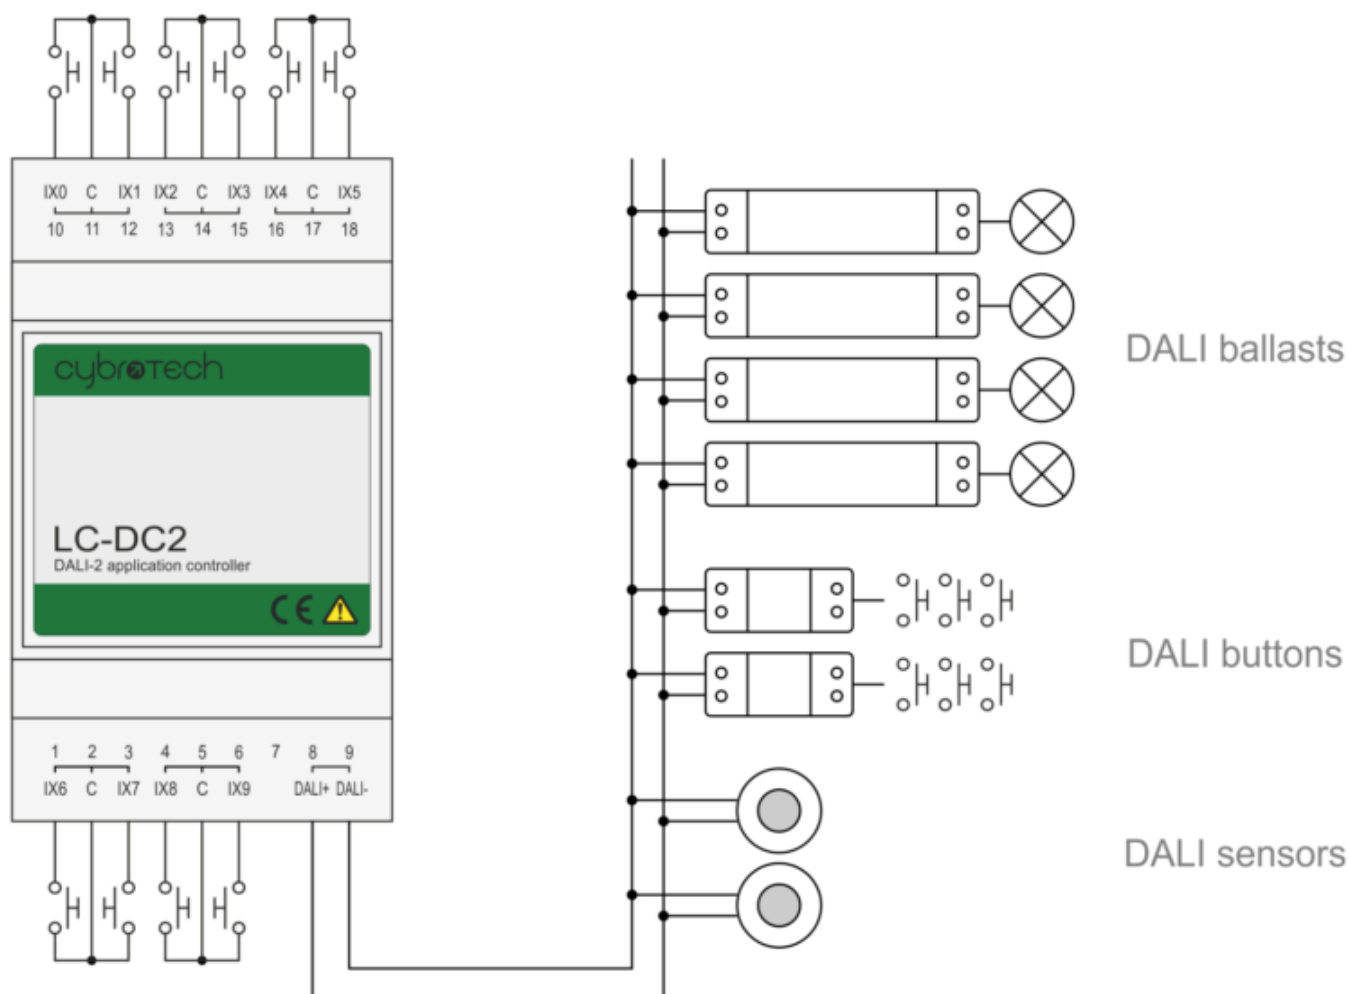 IX0 C IX1 IX2 C IX3 IX4 C IX5
10 11 12 13 14 15 16 17 18
cybrotech
LC-DC2
DALI-2 application controller
CE
1 2 3 4 5 6 7 8 9
IX6 C IX7 IX8 C IX9 DALI+ DALI-
DALI ballasts
DALI buttons
DALI sensors